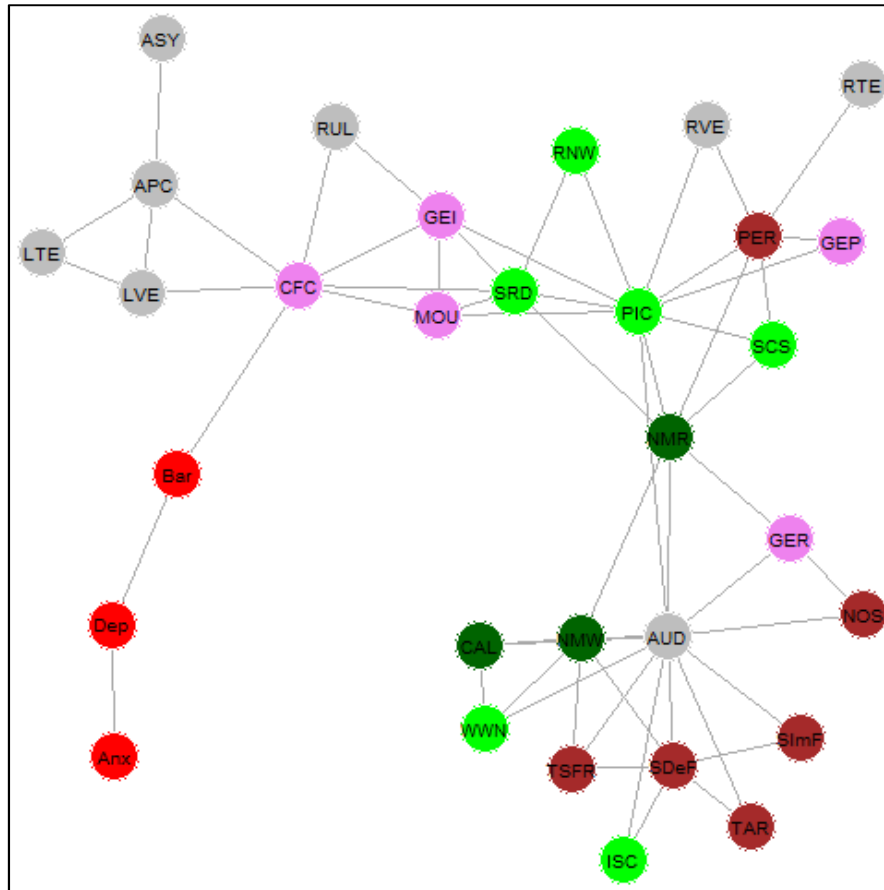 ASY
RTE
RUL
RVE
RNW
APC
GEI
PER
GEP
LTE
LVE
CFC
SRD
MOU
PIC
SCS
NMR
Bar
GER
NOS
Dep
CAL
NMW
AUD
WWN
SImF
Anx
TSFR
SDeF
TAR
ISC